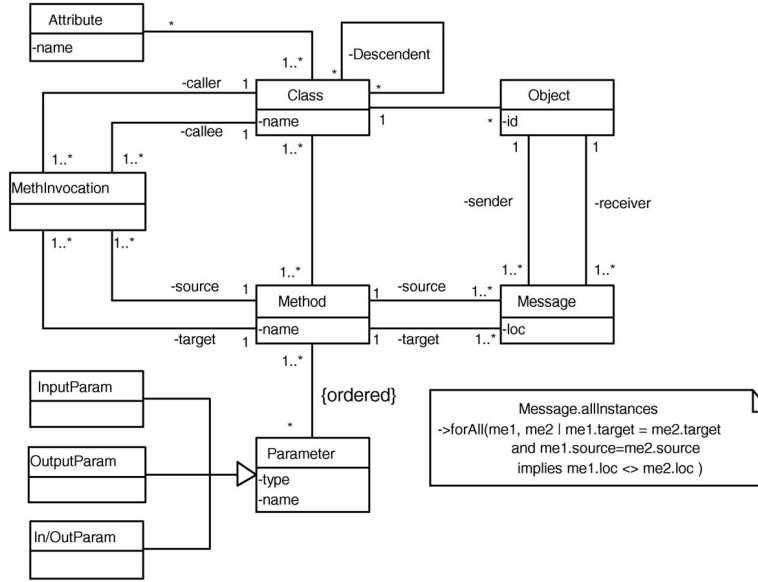 Attribute
-name
*
1..*
-Descendent
*
*
-caller
1
Class
-name
1
*
Object
-id
-callee
1
1..*
1..*
1..*
1
1
MethInvocation
-sender
-receiver
1..*
1..*
1..*
1..*
1..*
-source
1
Method
-name
1
-source
1..*
Message
-loc
-target
1
1
-target
1..*
1..*
InputParam
{ordered}
*
Message.allInstances
->forAll(me1, me2 | me1.target = me2.target
and me1.source=me2.source
implies me1.loc <> me2.loc )
OutputParam
Parameter
-type
-name
In/OutParam